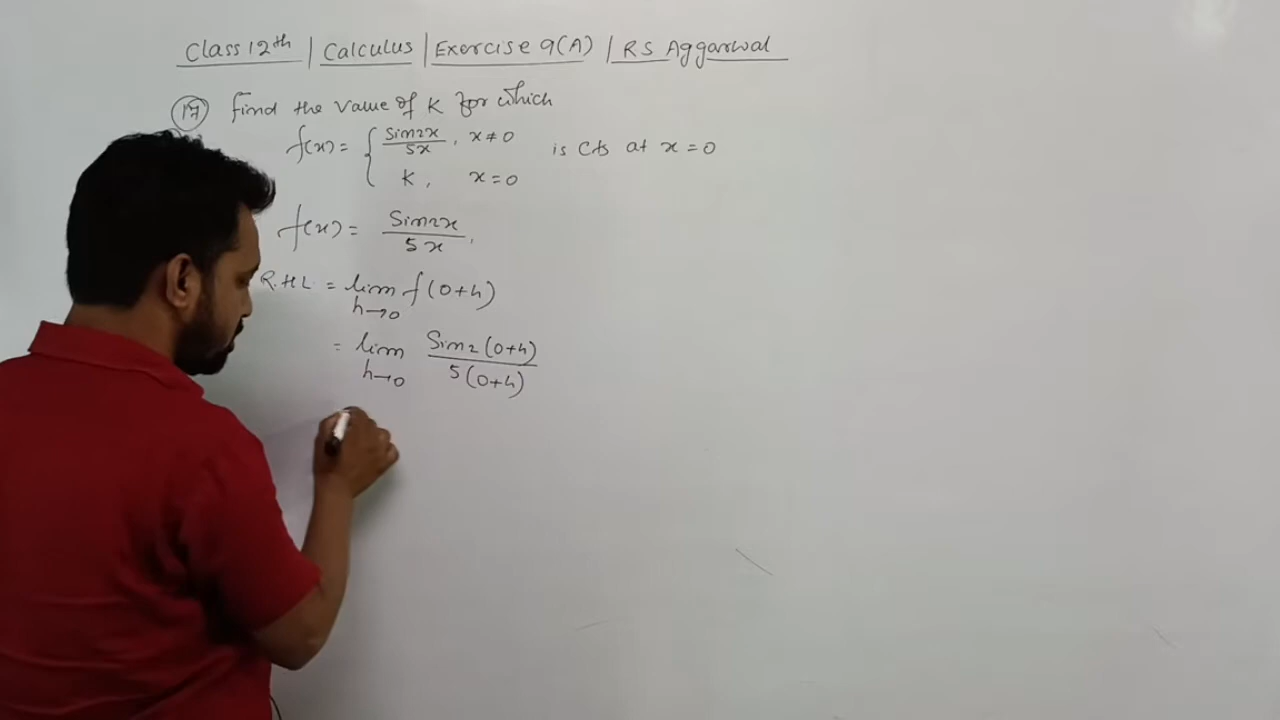 Class 12th | Calculus | Exercise 9(A) | RS Aggarwal
17 find the value of K for which
f(x) = { Sin2x/5x , x ≠ 0 is Cts at x = 0
K , x = 0
f(x) = Sin2x/5x ,
R.H.L. = lim h→0 f(0+h)
= lim h→0 Sin2(0+h)/5(0+h)